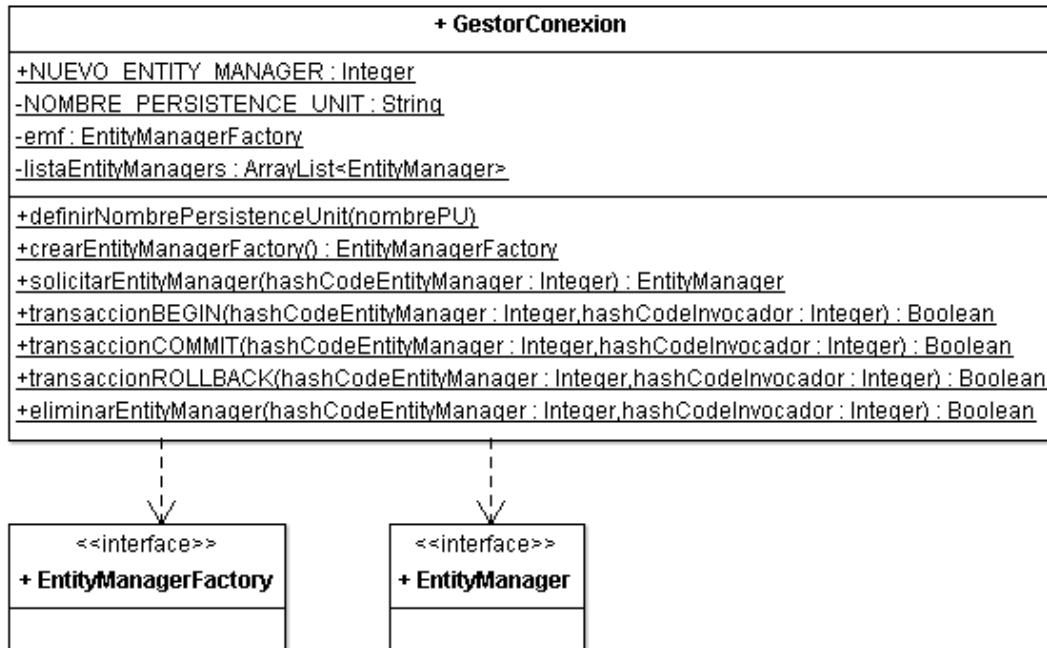 + GestorConexion
+NUEVO_ENTITY_MANAGER : Integer
-NOMBRE_PERSISTENCE_UNIT : String
-emf : EntityManagerFactory
-listaEntityManagers : ArrayList<EntityManager>
+definirNombrePersistenceUnit(nombrePU)
+crearEntityManagerFactory() : EntityManagerFactory
+solicitarEntityManager(hashCodeEntityManager : Integer) : EntityManager
+transaccionBEGIN(hashCodeEntityManager : Integer,hashCodeInvocador : Integer) : Boolean
+transaccionCOMMIT(hashCodeEntityManager : Integer,hashCodeInvocador : Integer) : Boolean
+transaccionROLLBACK(hashCodeEntityManager : Integer,hashCodeInvocador : Integer) : Boolean
+eliminarEntityManager(hashCodeEntityManager : Integer,hashCodeInvocador : Integer) : Boolean
<<interface>>
+ EntityManagerFactory
<<interface>>
+ EntityManager